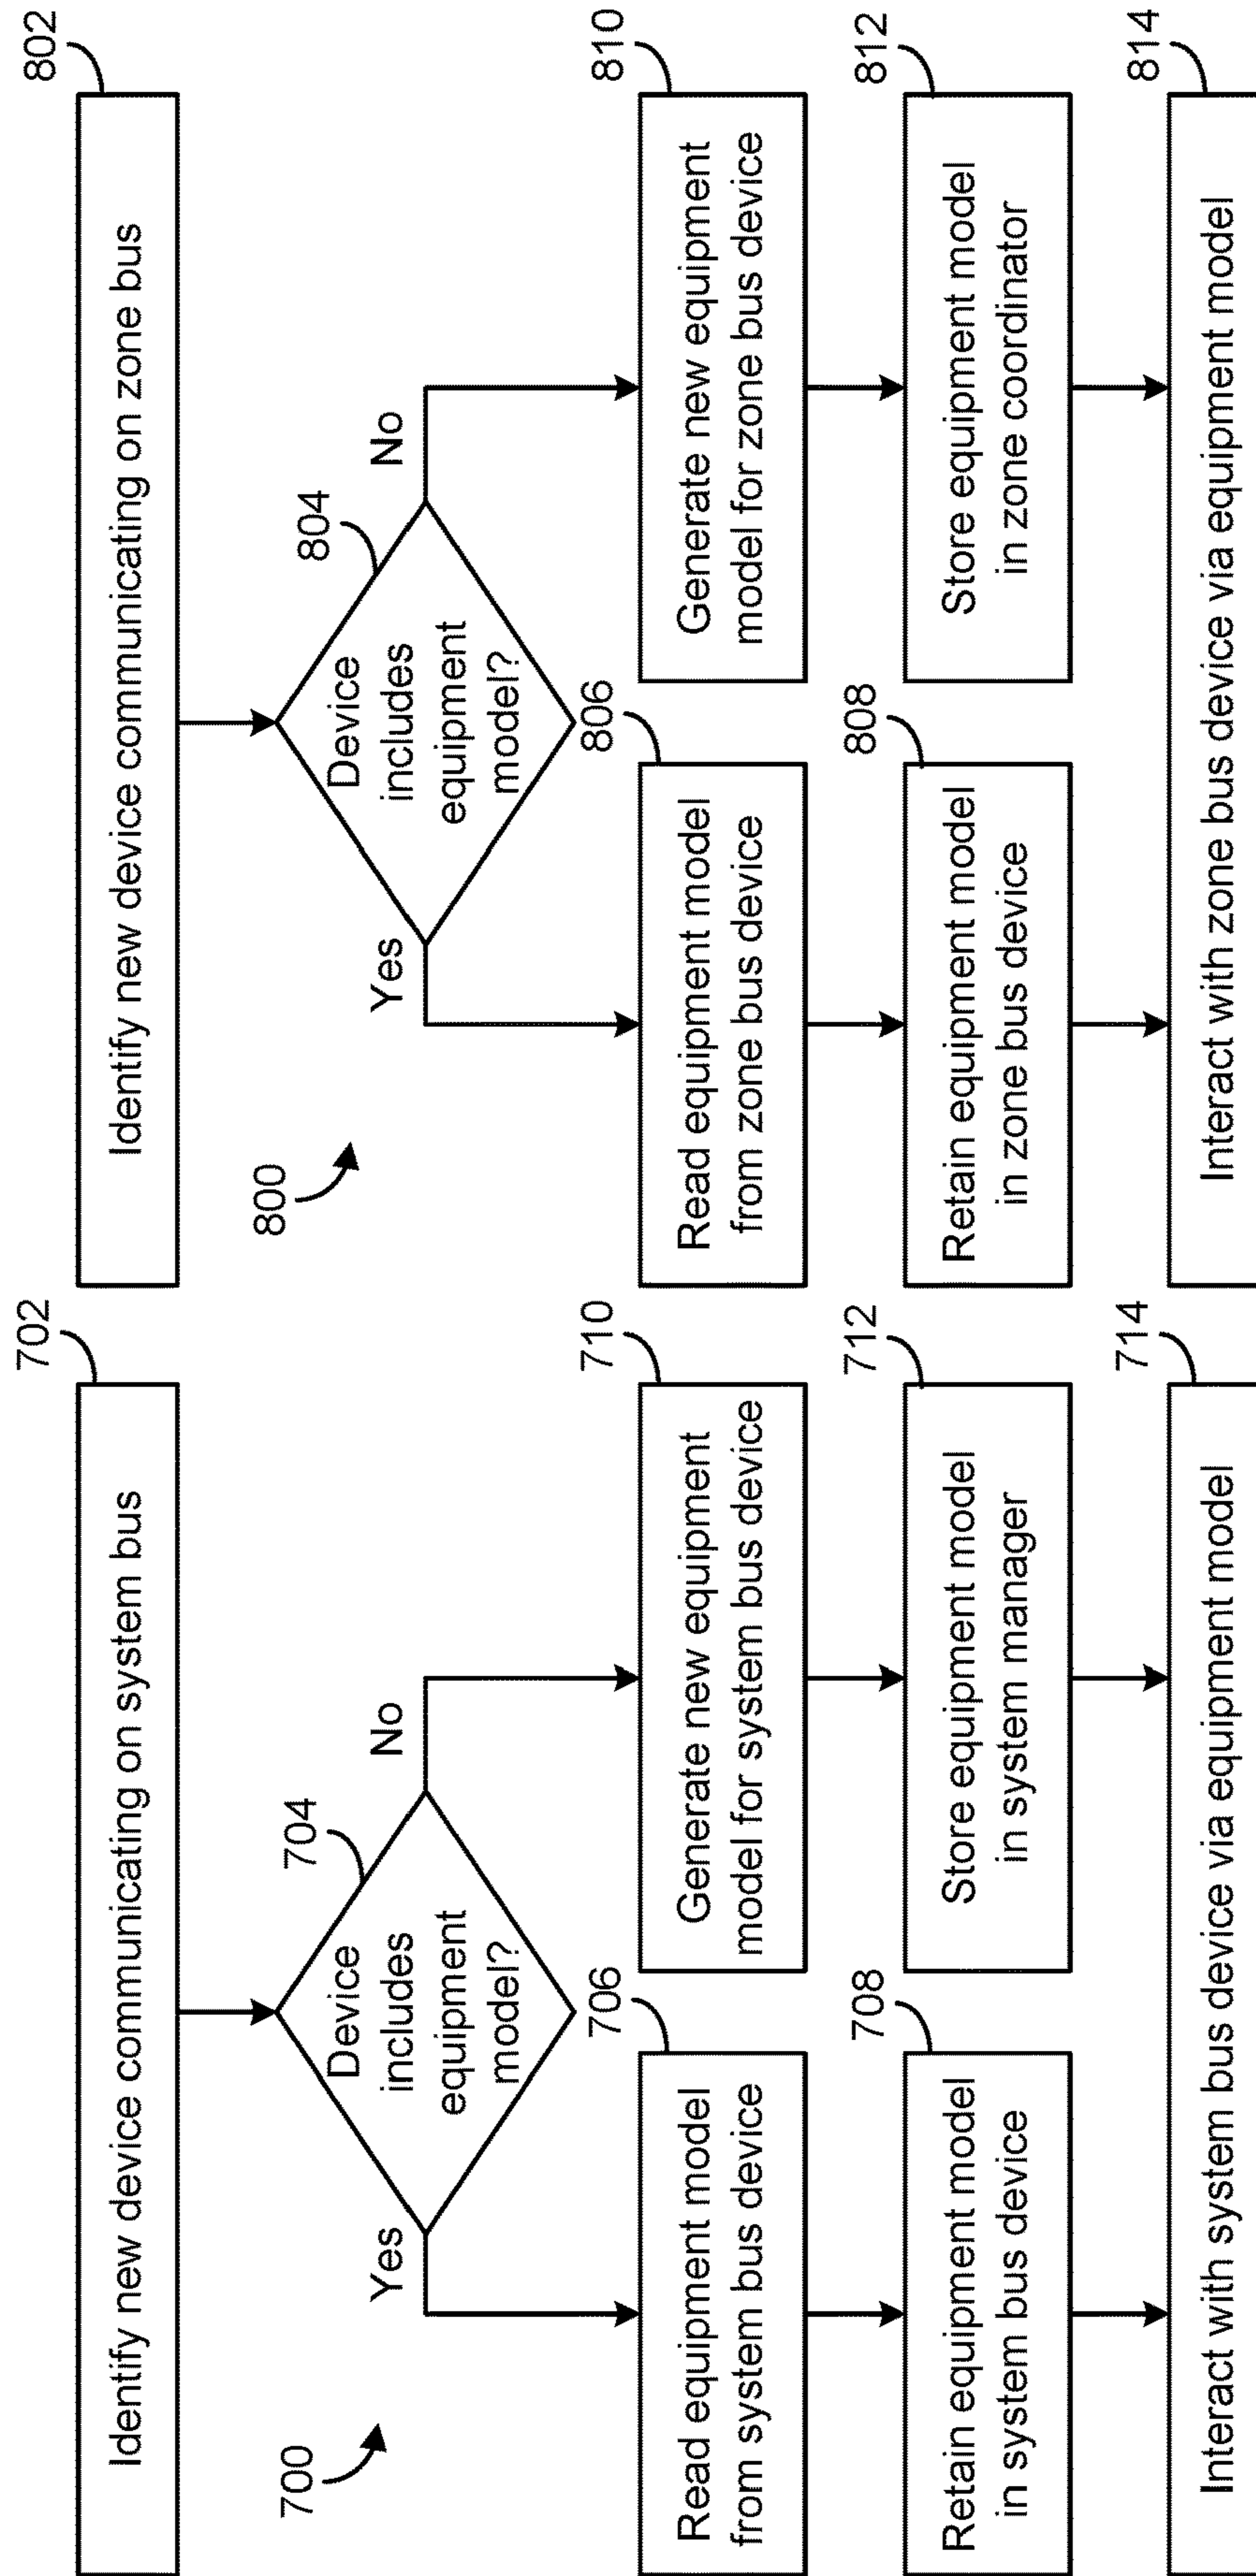 700
702
Identify new device communicating on system bus
704
Device
includes
equipment
model?
Yes
No
706
Read equipment model
from system bus device
710
Generate new equipment
model for system bus device
708
Retain equipment model
in system bus device
712
Store equipment model
in system manager
714
Interact with system bus device via equipment model
800
802
Identify new device communicating on zone bus
804
Device
includes
equipment
model?
Yes
No
806
Read equipment model
from zone bus device
810
Generate new equipment
model for zone bus device
808
Retain equipment model
in zone bus device
812
Store equipment model
in zone coordinator
814
Interact with zone bus device via equipment model